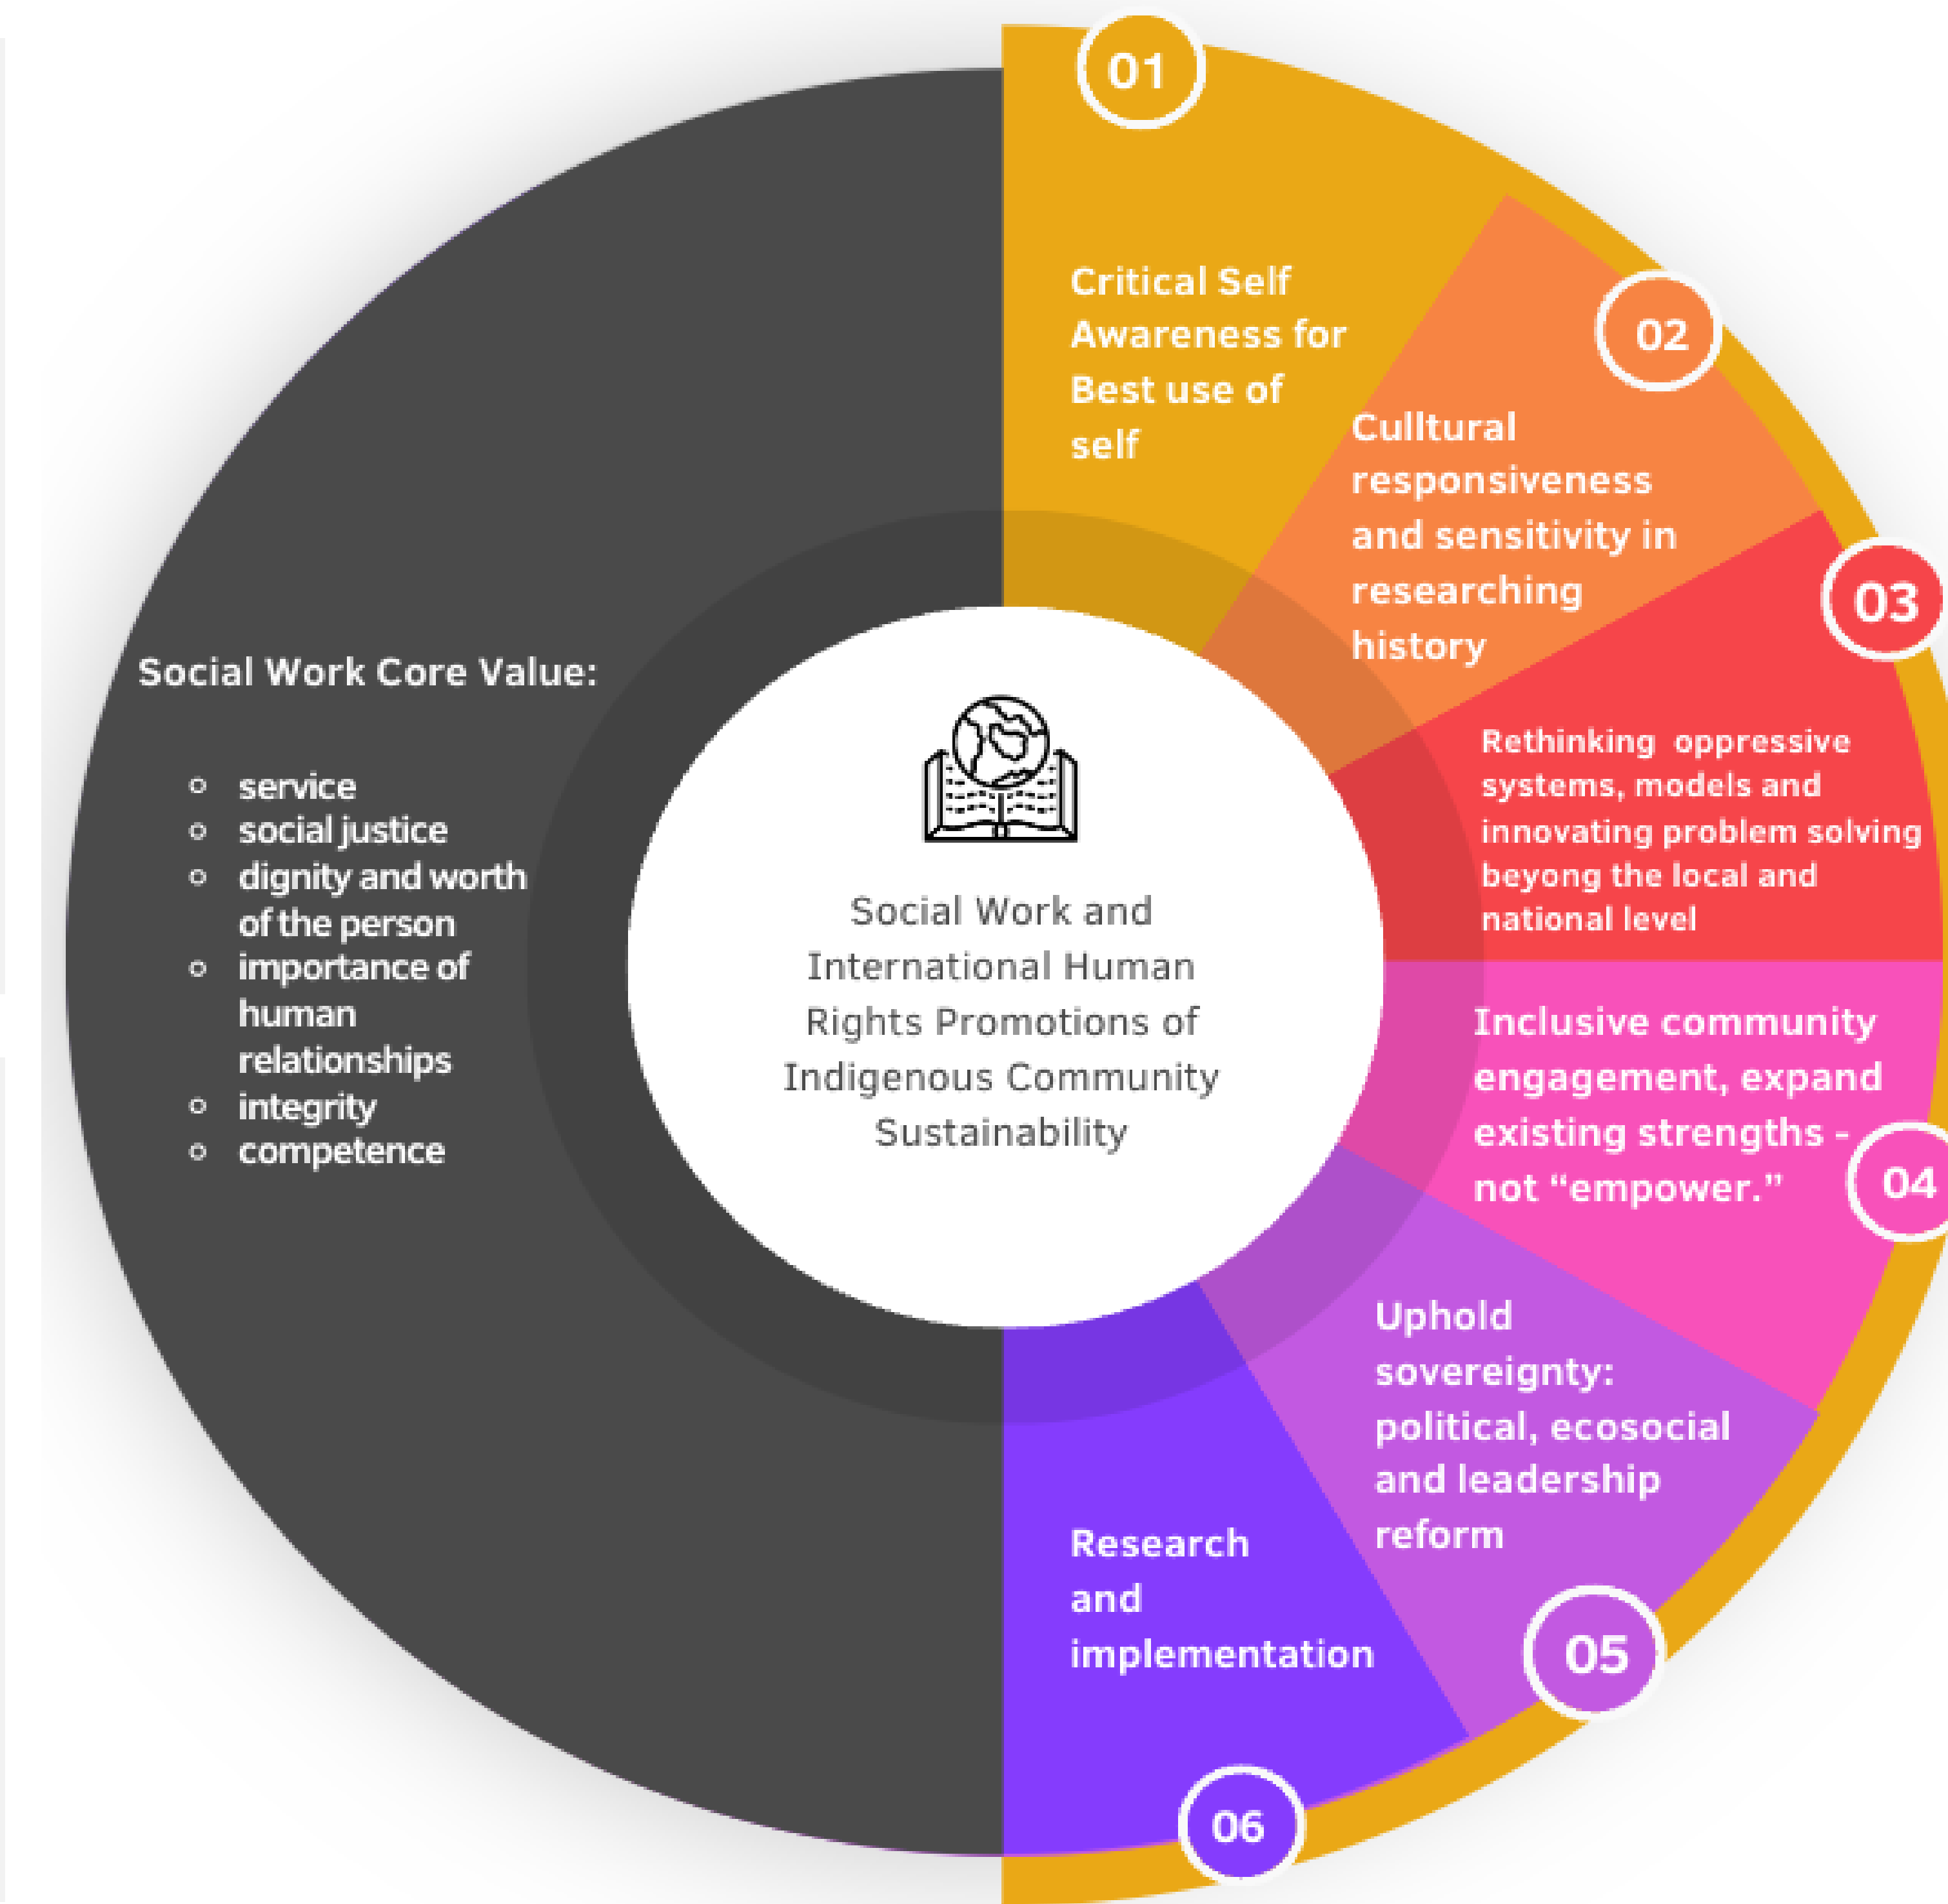 Social Work Core Value:
service
social justice
dignity and worth
of the person
importance of
human
relationships
integrity
competence
Social Work and
International Human
Rights Promotions of
Indigenous Community
Sustainability
01
Critical Self
Awareness for
Best use of
self
02
Culltural
responsiveness
and sensitivity in
researching
history
03
Rethinking oppressive
systems, models and
innovating problem solving
beyong the local and
national level
Inclusive community
engagement, expand
existing strengths -
not “empower.”
04
Uphold
sovereignty:
political, ecosocial
and leadership
reform
05
Research
and
implementation
06